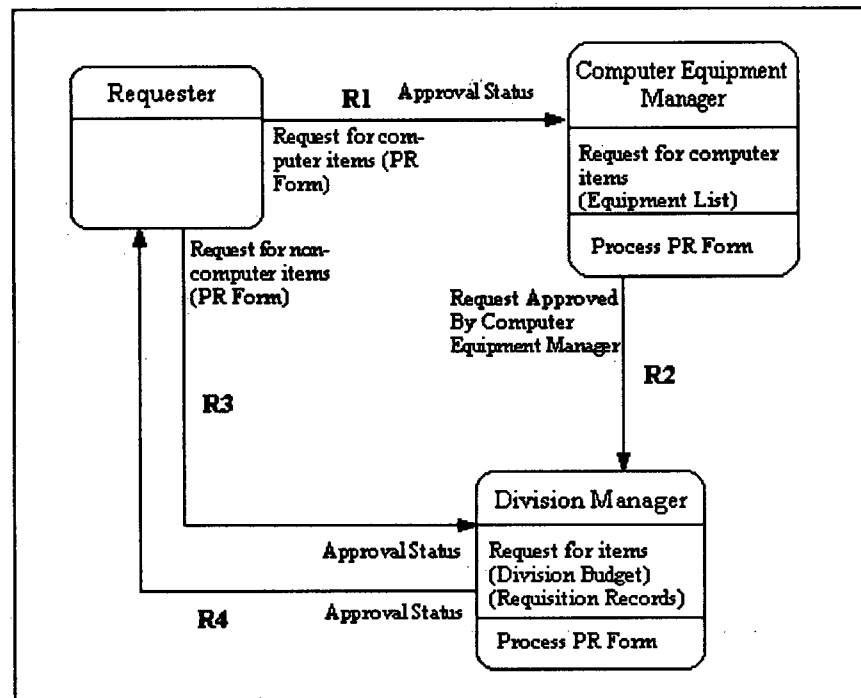 Requester
R1
Approval Status
Request for com-
puter items (PR
Form)
Computer Equipment
Manager
Request for computer
items
(Equipment List)
Process PR Form
Request for non-
computer items
(PR Form)
Request Approved
By Computer
Equipment Manager
R2
R3
Division Manager
Approval Status
Request for items
(Division Budget)
(Requisition Records)
R4
Approval Status
Process PR Form